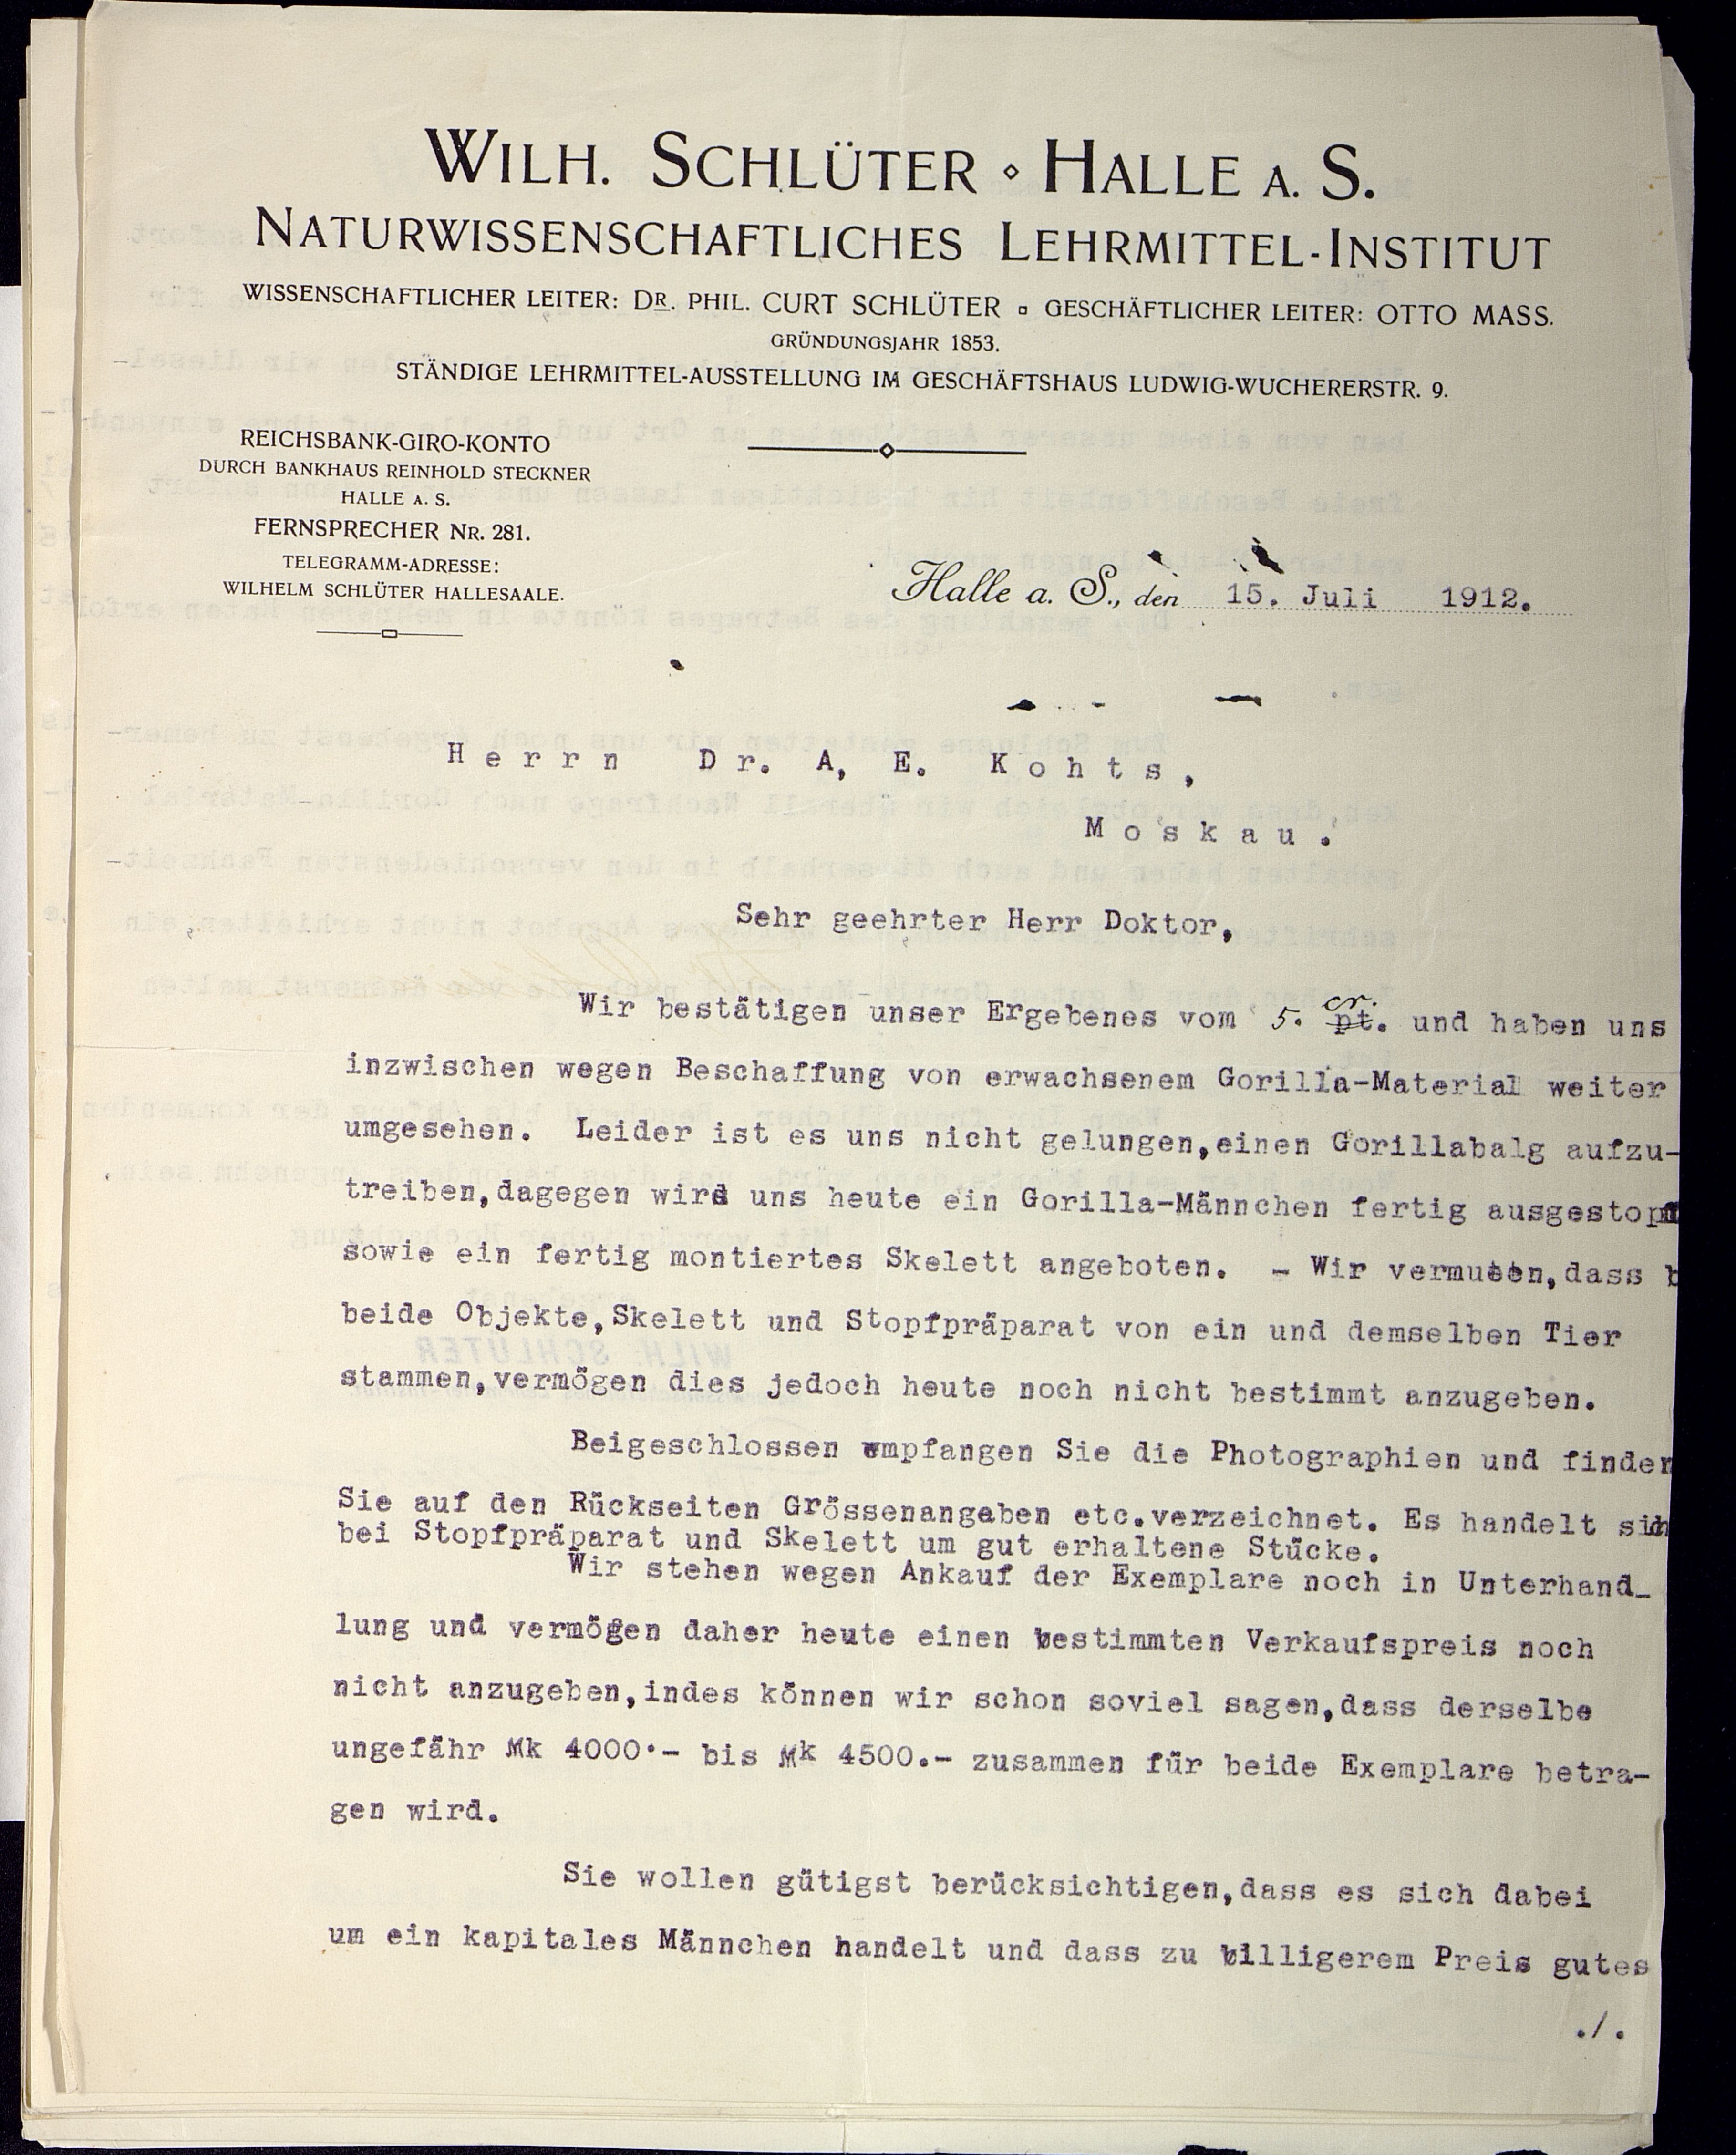 WILH. SCHLÜTER ⋄ HALLE A. S.
NATURWISSENSCHAFTLICHES LEHRMITTEL-INSTITUT
WISSENSCHAFTLICHER LEITER: DR. PHIL. CURT SCHLÜTER ▫ GESCHÄFTLICHER LEITER: OTTO MASS.
GRÜNDUNGSJAHR 1853.
STÄNDIGE LEHRMITTEL-AUSSTELLUNG IM GESCHÄFTSHAUS LUDWIG-WUCHERERSTR. 9.
REICHSBANK-GIRO-KONTO
DURCH BANKHAUS REINHOLD STECKNER
HALLE A. S.
FERNSPRECHER NR. 281.
TELEGRAMM-ADRESSE:
WILHELM SCHLÜTER HALLESAALE.
Halle a. S., den 15. Juli 1912.
Herrn Dr. A, E. Kohts,
Moskau.
Sehr geehrter Herr Doktor,
Wir bestätigen unser Ergebenes vom 5. cr. pt. und haben uns
inzwischen wegen Beschaffung von erwachsenem Gorilla-Material weiter
umgesehen. Leider ist es uns nicht gelungen,einen Gorillabalg aufzu-
treiben,dagegen wird uns heute ein Gorilla-Männchen fertig ausgestopft
sowie ein fertig montiertes Skelett angeboten. - Wir vermuten,dass b
beide Objekte,Skelett und Stopfpräparat von ein und demselben Tier
stammen,vermögen dies jedoch heute noch nicht bestimmt anzugeben.
Beigeschlossen empfangen Sie die Photographien und finden
Sie auf den Rückseiten Grössenangaben etc.verzeichnet. Es handelt sich
bei Stopfpräparat und Skelett um gut erhaltene Stücke.
Wir stehen wegen Ankauf der Exemplare noch in Unterhand-
lung und vermögen daher heute einen bestimmten Verkaufspreis noch
nicht anzugeben,indes können wir schon soviel sagen,dass derselbe
ungefähr Mk 4000.- bis Mk 4500.- zusammen für beide Exemplare betra-
gen wird.
Sie wollen gütigst berücksichtigen,dass es sich dabei
um ein kapitales Männchen handelt und dass zu billigerem Preis gutes
./.